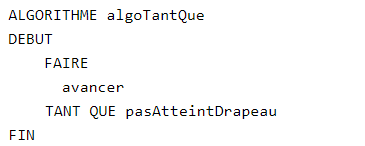 ALGORITHME algoTantQue
DEBUT
FAIRE
avancer
TANT QUE pasAtteintDrapeau
FIN